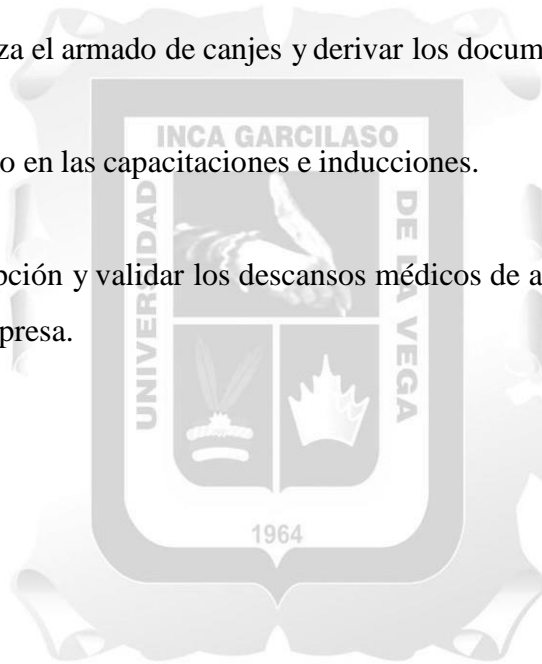 za el armado de canjes y derivar los docum
INCA GARCILASO
o en las capacitaciones e inducciones.
UNIVERSIDAD
DE LA VEGA
pción y validar los descansos médicos de a
presa.
1964